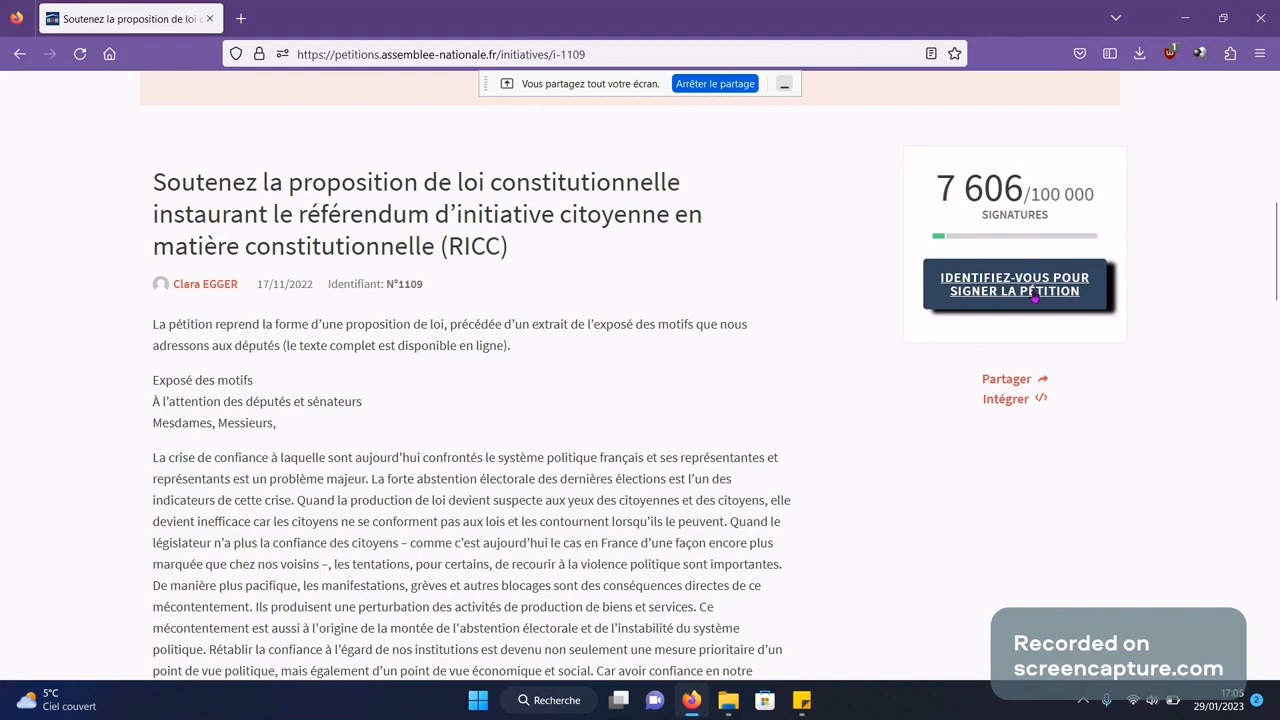 Soutenez la proposition de loi c
https://petitions.assemblee-nationale.fr/initiatives/i-1109
1
Vous partagez tout votre écran.
Arrêter le partage
Soutenez la proposition de loi constitutionnelle
instaurant le référendum d’initiative citoyenne en
matière constitutionnelle (RICC)
Clara EGGER 17/11/2022 Identifiant: N°1109
La pétition reprend la forme d’une proposition de loi, précédée d’un extrait de l’exposé des motifs que nous
adressons aux députés (le texte complet est disponible en ligne).
Exposé des motifs
À l’attention des députés et sénateurs
Mesdames, Messieurs,
La crise de confiance à laquelle sont aujourd’hui confrontés le système politique français et ses représentantes et
représentants est un problème majeur. La forte abstention électorale des dernières élections est l’un des
indicateurs de cette crise. Quand la production de loi devient suspecte aux yeux des citoyennes et des citoyens, elle
devient inefficace car les citoyens ne se conforment pas aux lois et les contournent lorsqu’ils le peuvent. Quand le
législateur n’a plus la confiance des citoyens – comme c’est aujourd’hui le cas en France d’une façon encore plus
marquée que chez nos voisins –, les tentations, pour certains, de recourir à la violence politique sont importantes.
De manière plus pacifique, les manifestations, grèves et autres blocages sont des conséquences directes de ce
mécontentement. Ils produisent une perturbation des activités de production de biens et services. Ce
mécontentement est aussi à l'origine de la montée de l'abstention électorale et de l’instabilité du système
politique. Rétablir la confiance à l’égard de nos institutions est devenu non seulement une mesure prioritaire d’un
point de vue politique, mais également d’un point de vue économique et social. Car avoir confiance en notre
7 606/100 000
SIGNATURES
IDENTIFIEZ-VOUS POUR
SIGNER LA PÉTITION
Partager
Intégrer
Recorded on
screencapture.com
5°C
Ciel couvert
Recherche
17:05
29/01/2023
2